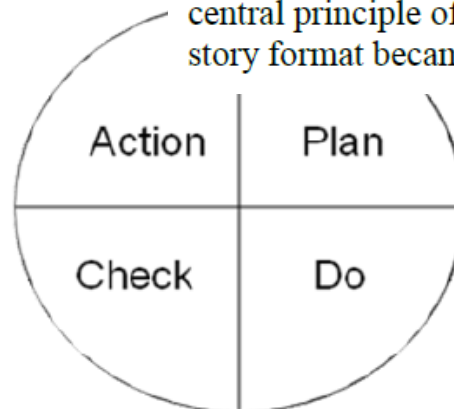 central principle of
story format becam
Action Plan
Check Do